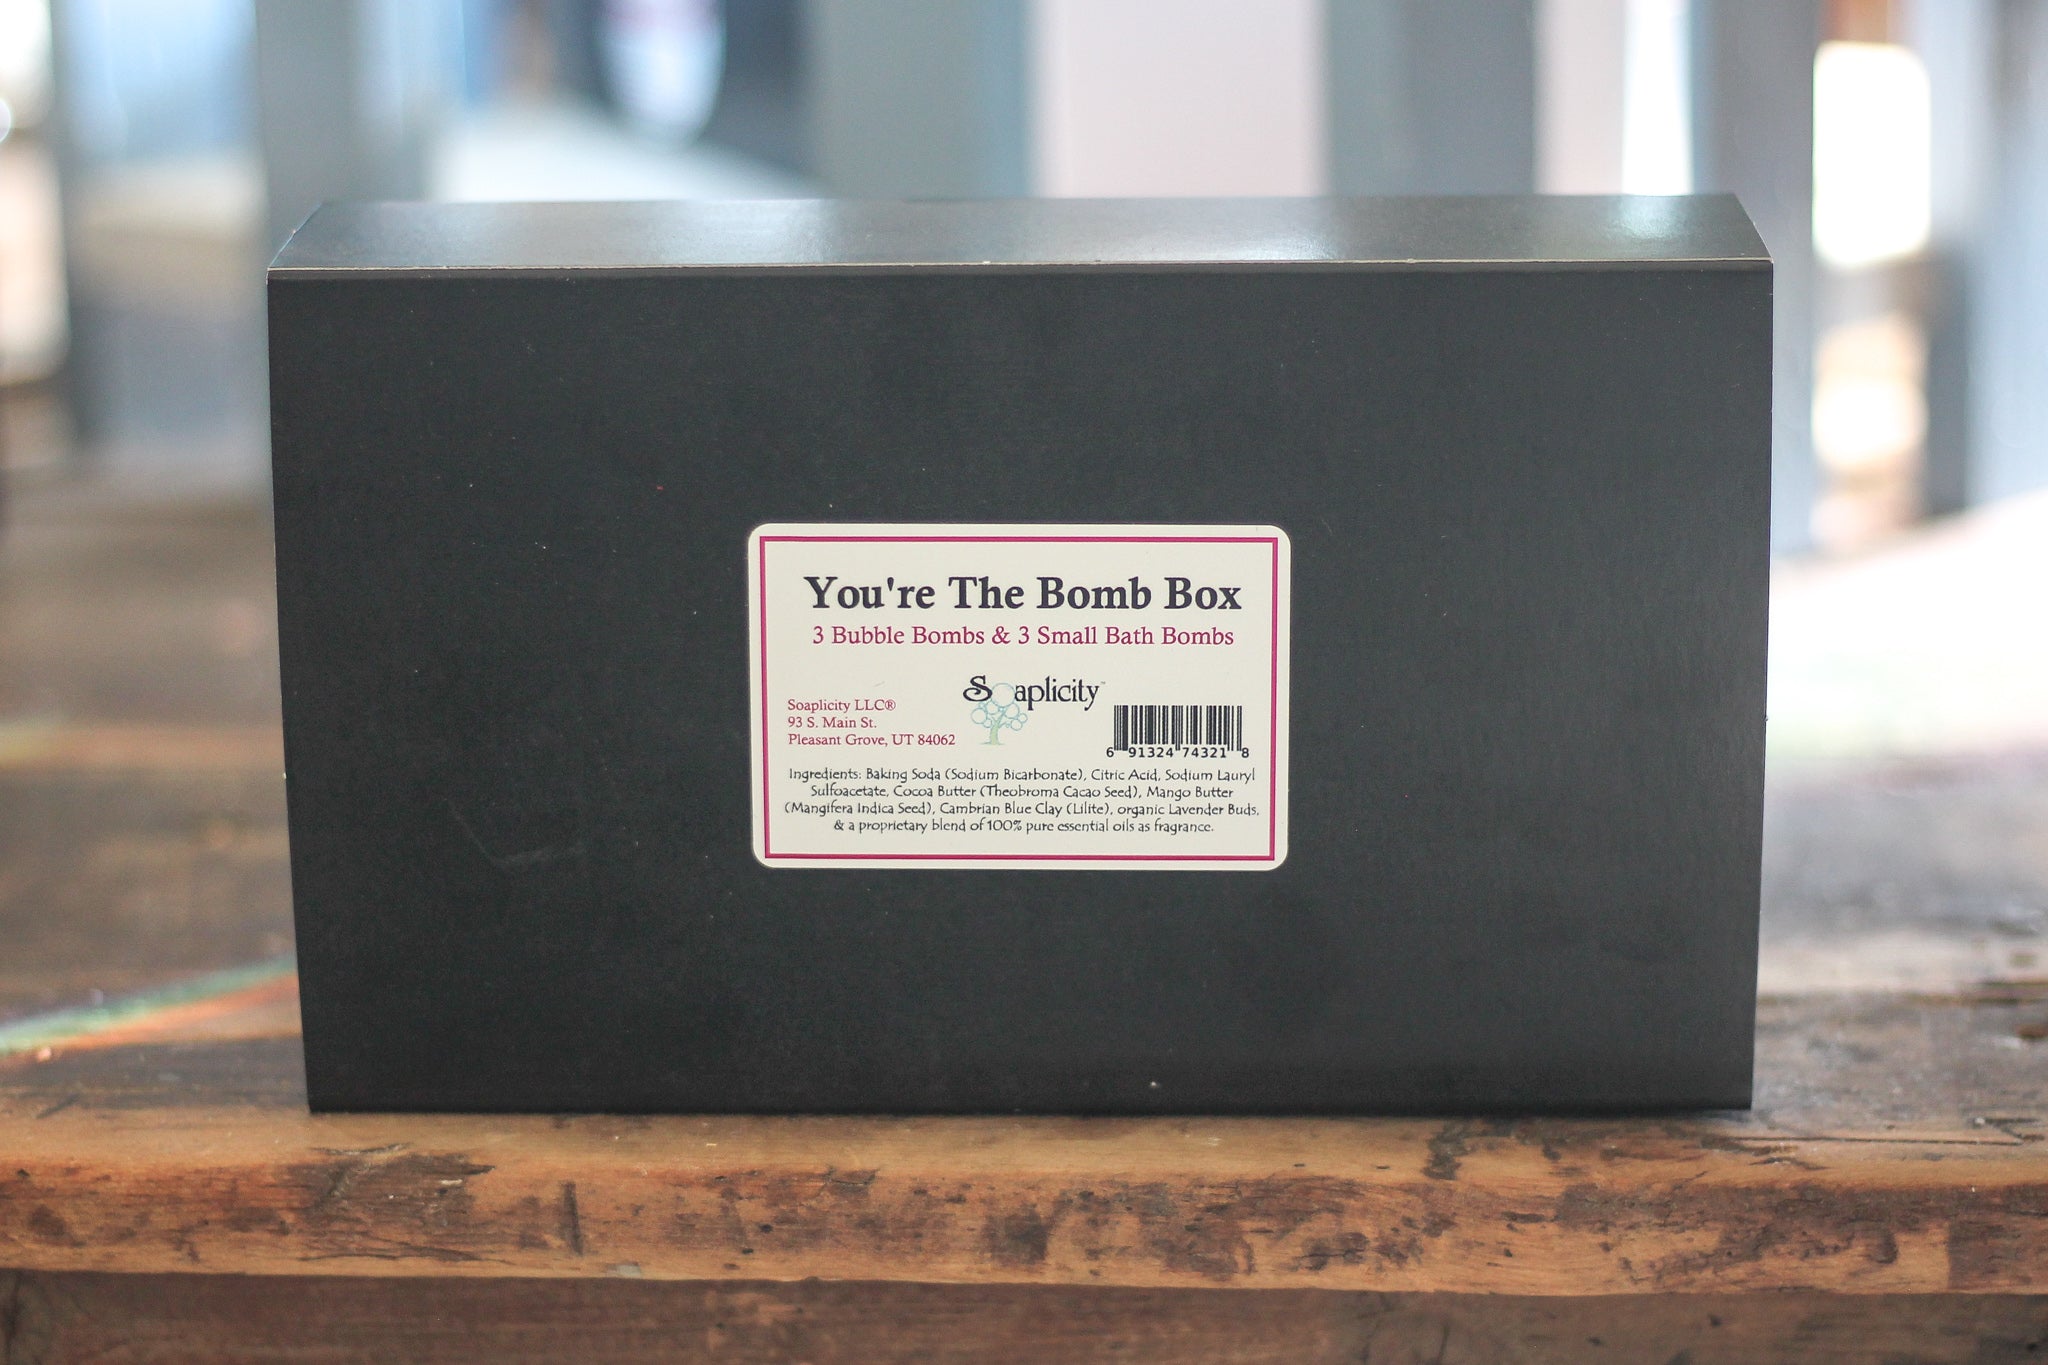 You're The Bomb Box
3 Bubble Bombs & 3 Small Bath Bombs
Soaplicity™
Soaplicity LLC®
93 S. Main St.
Pleasant Grove, UT 84062
6 91324 74321 8
Ingredients: Baking Soda (Sodium Bicarbonate), Citric Acid, Sodium Lauryl
Sulfoacetate, Cocoa Butter (Theobroma Cacao Seed), Mango Butter
(Mangifera Indica Seed), Cambrian Blue Clay (Lilite), organic Lavender Buds,
& a proprietary blend of 100% pure essential oils as fragrance.